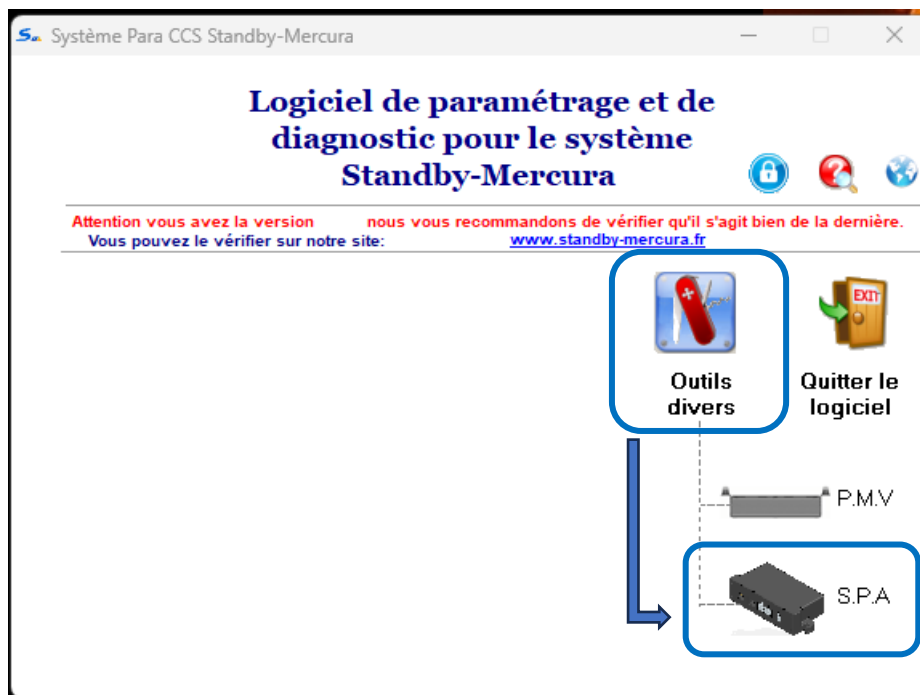 Système Para CCS Standby-Mercura
Logiciel de paramétrage et de
diagnostic pour le système
Standby-Mercura
Attention vous avez la version nous vous recommandons de vérifier qu'il s'agit bien de la dernière.
Vous pouvez le vérifier sur notre site: www.standby-mercura.fr
EXIT
Outils
divers
Quitter le
logiciel
P.M.V
S.P.A